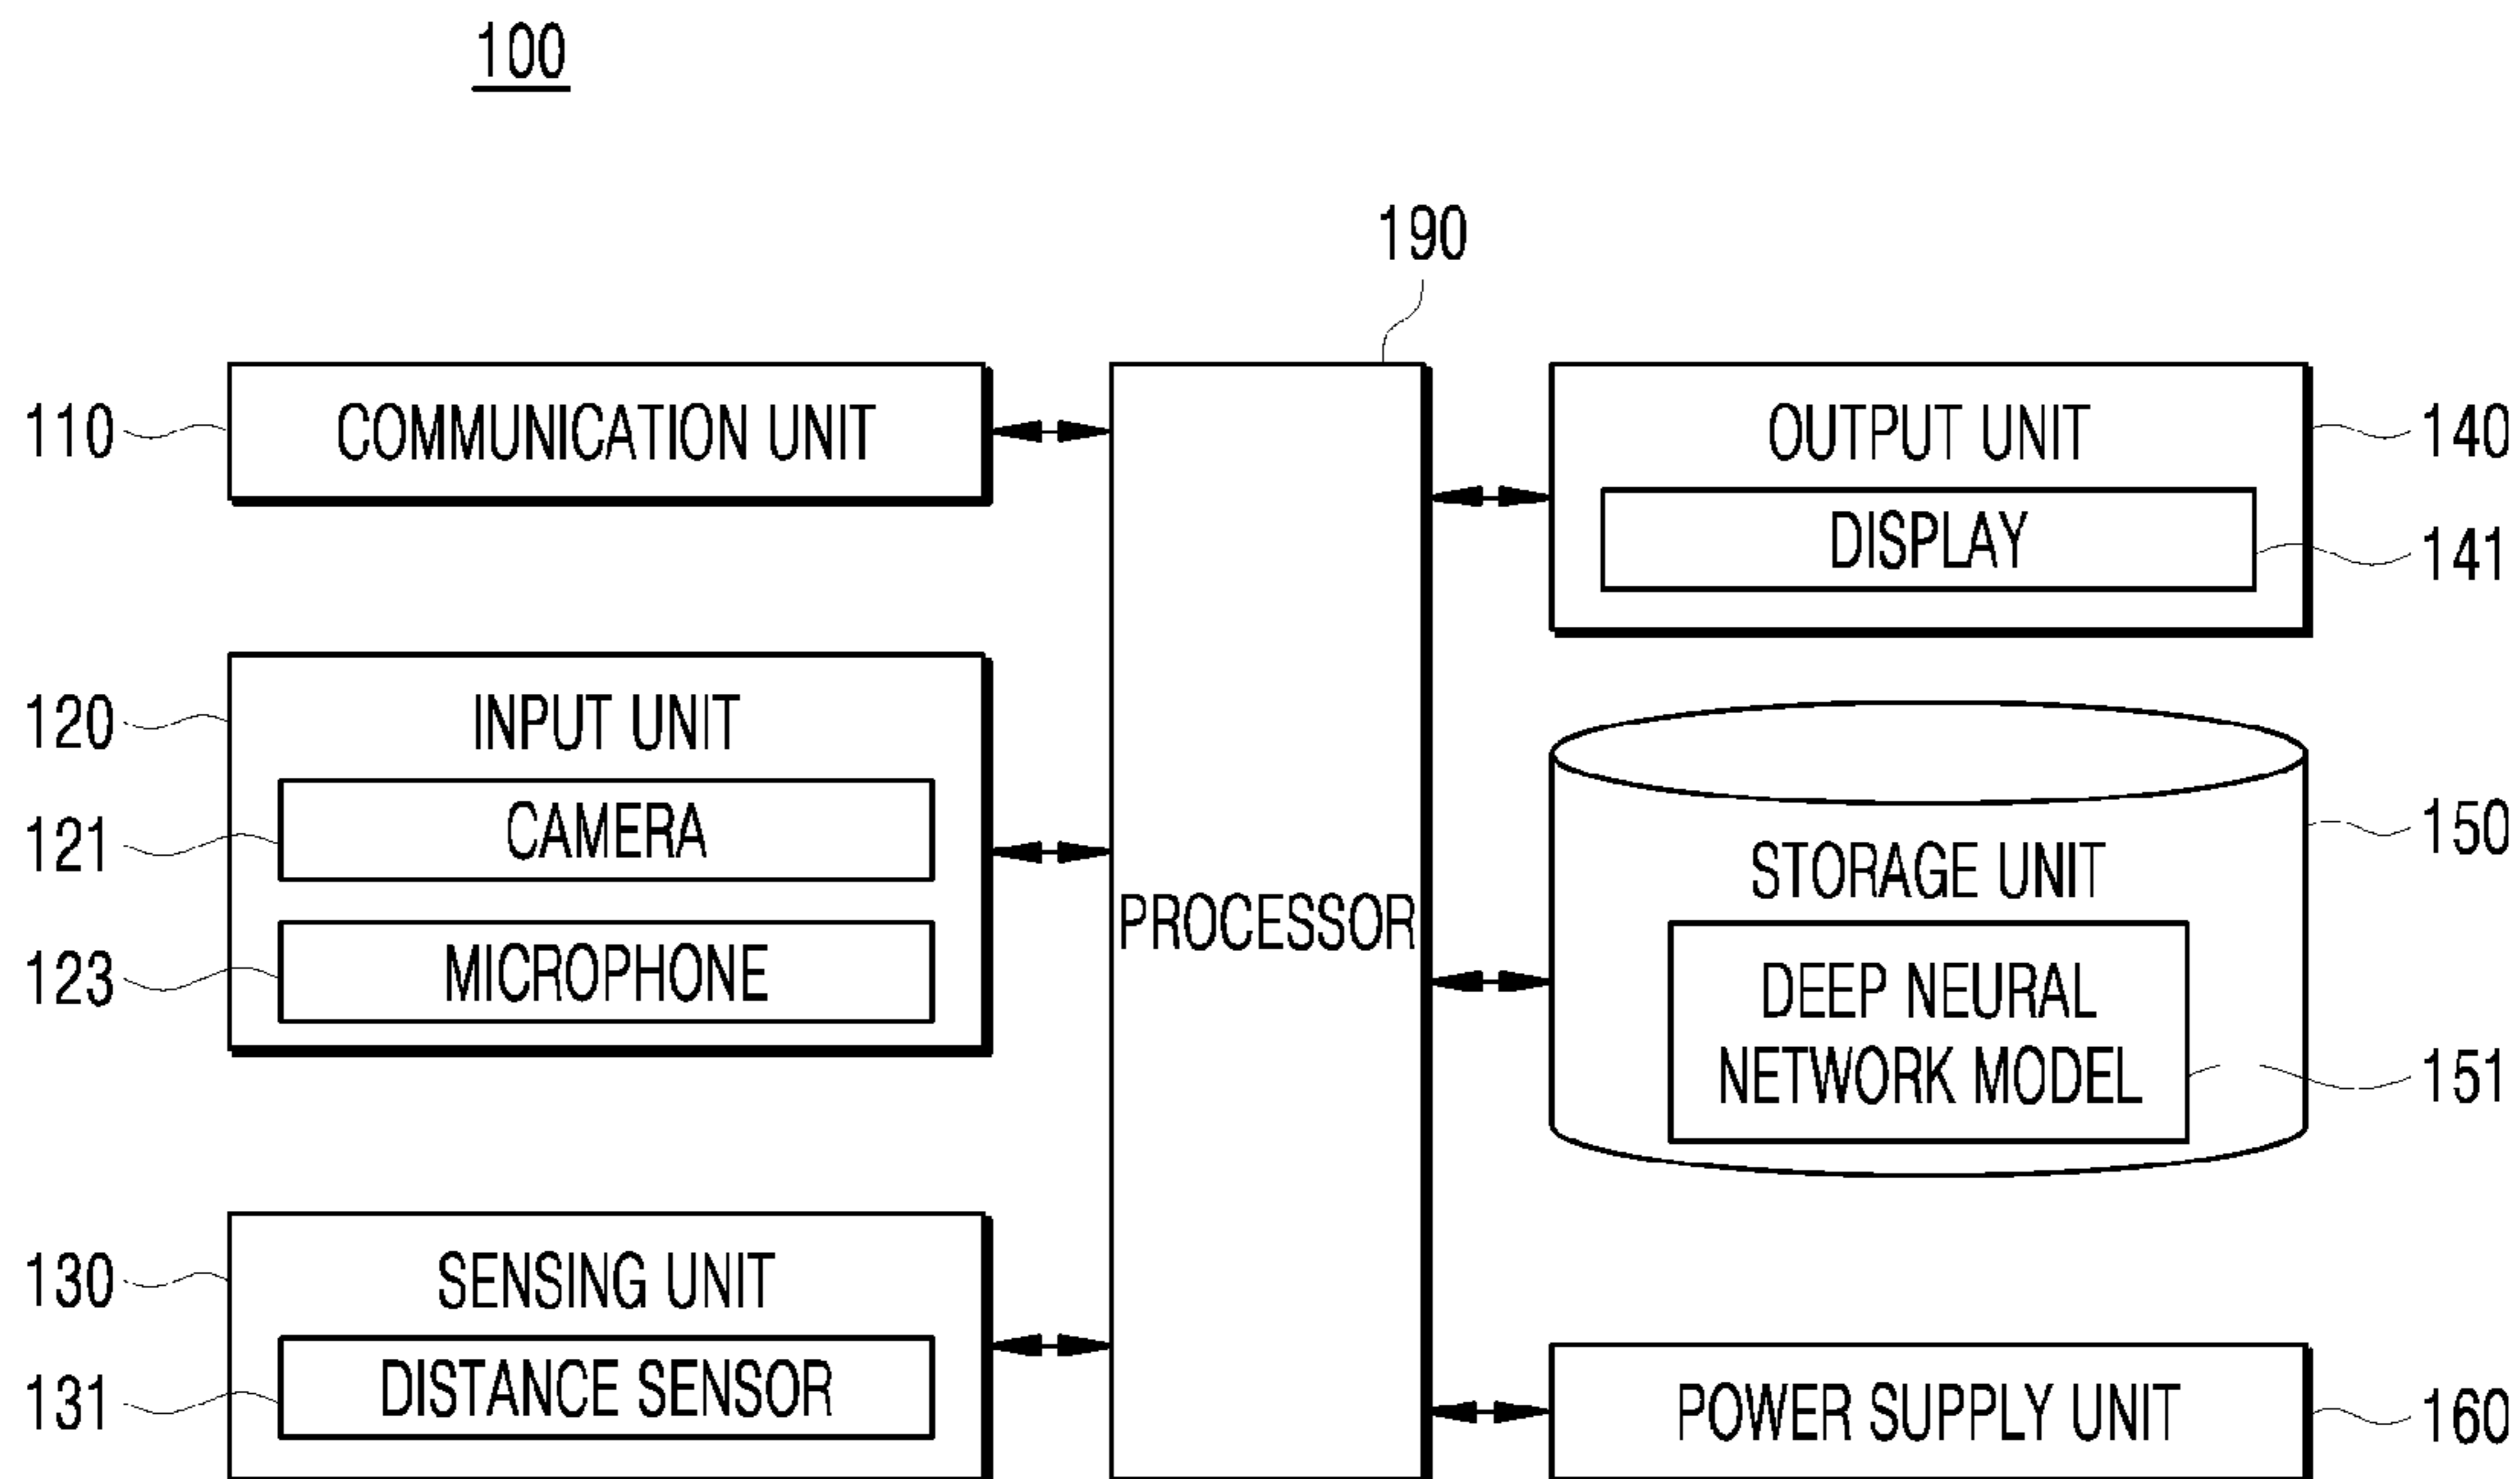 100
190
110
COMMUNICATION UNIT
120
INPUT UNIT
121
CAMERA
123
MICROPHONE
130
SENSING UNIT
131
DISTANCE SENSOR
PROCESSOR
OUTPUT UNIT
140
DISPLAY
141
150
STORAGE UNIT
DEEP NEURAL
NETWORK MODEL
151
POWER SUPPLY UNIT
160